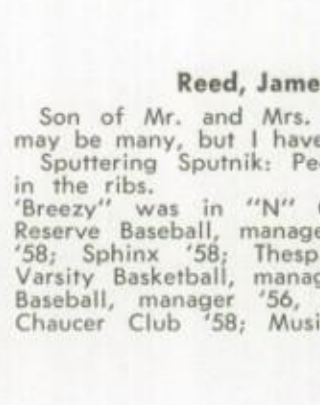 Reed, Jame
Son of Mr. and Mrs.
may be many, but I have
Sputtering Sputnik: Pe
in the ribs.
'Breezy" was in "N"
Reserve Baseball, manage
'58; Sphinx '58; Thesp
Varsity Basketball, manag
Baseball, manager '56,
Chaucer Club '58; Musi